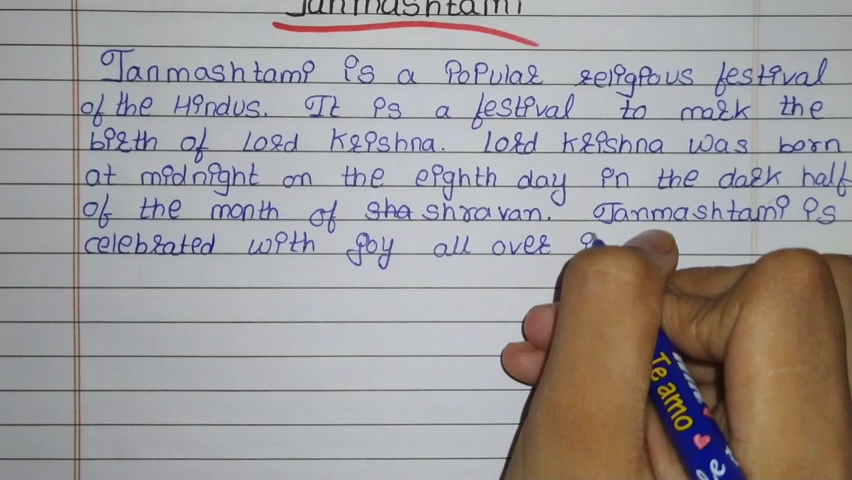 Janmashtami
Janmashtami is a popular religious festival
of the Hindus. It is a festival to mark the
birth of Lord Krishna. Lord Krishna was born
at midnight on the eighth day in the dark half
of the month of sha shravan. Janmashtami is
celebrated with joy all over
Te amo